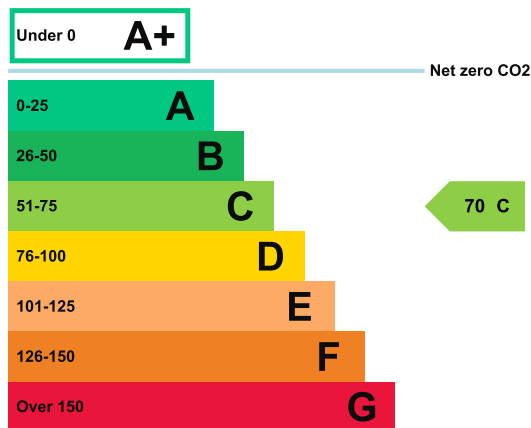 Under 0 A+
Net zero CO2
0-25 A
26-50 B
51-75 C
70 C
76-100 D
101-125 E
126-150 F
Over 150 G